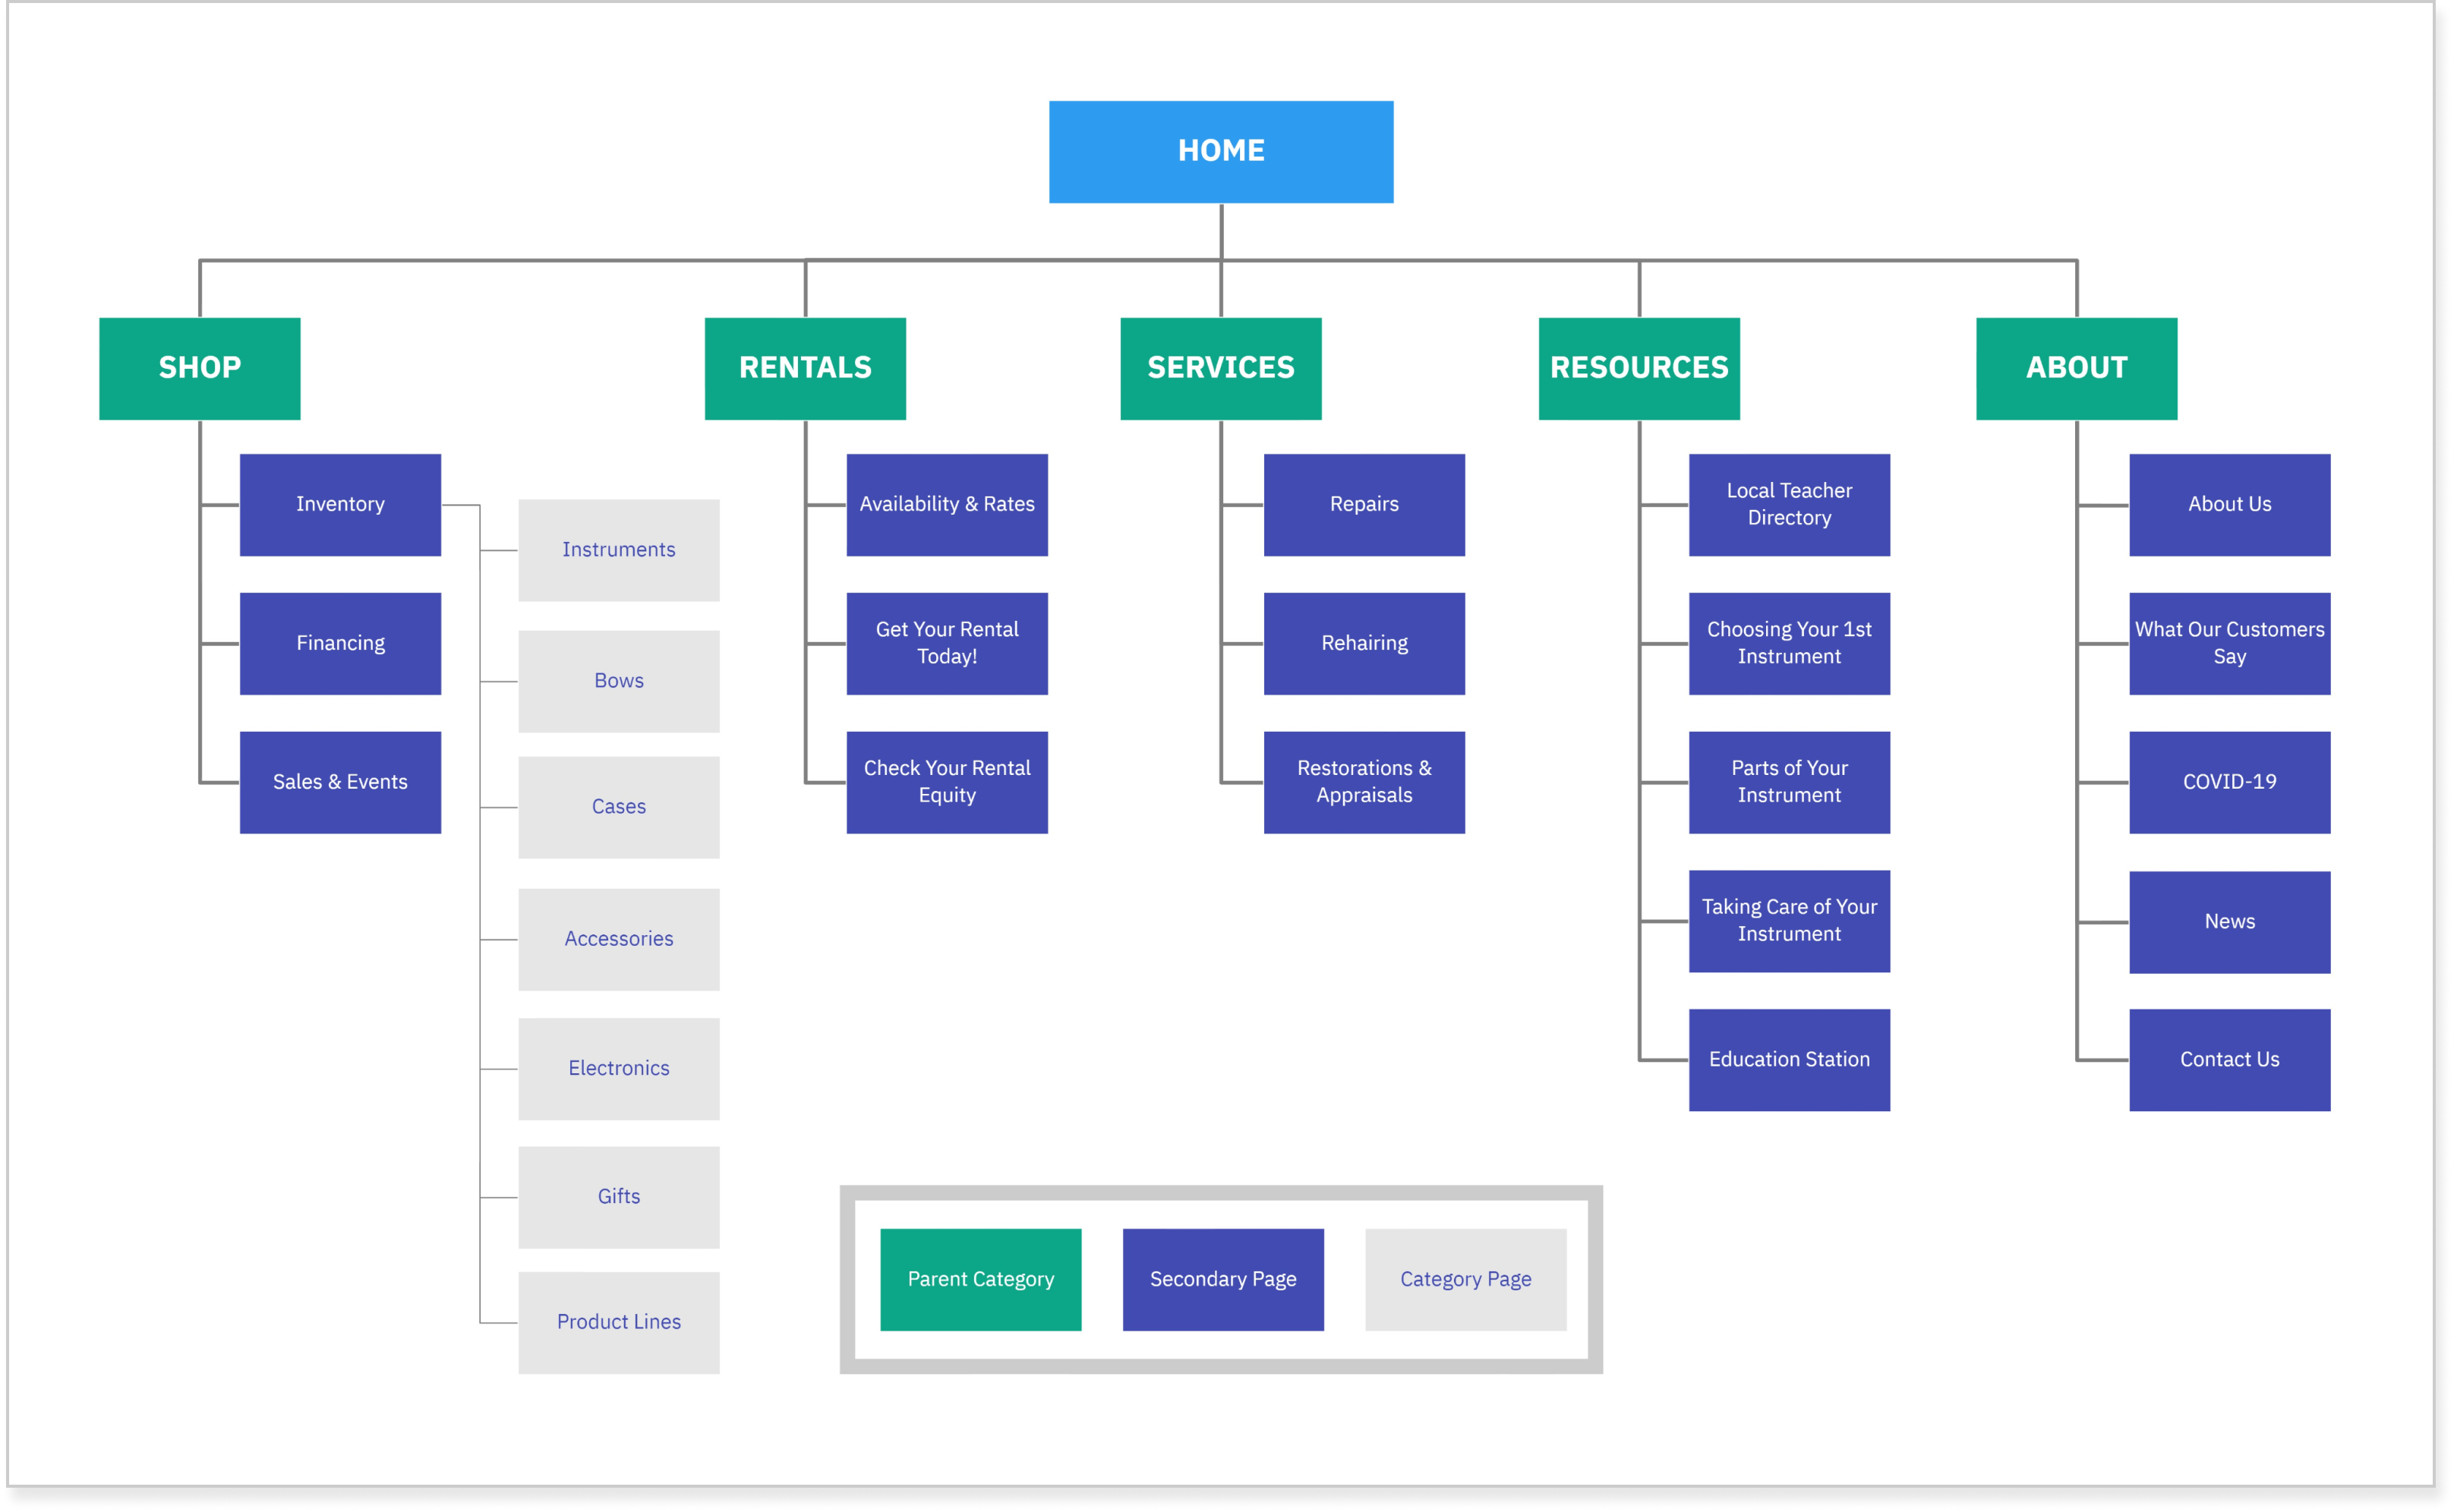 HOME
SHOP
RENTALS
SERVICES
RESOURCES
ABOUT
Inventory
Financing
Sales & Events
Instruments
Bows
Cases
Accessories
Electronics
Gifts
Product Lines
Availability & Rates
Get Your Rental
Today!
Check Your Rental
Equity
Repairs
Rehairing
Restorations &
Appraisals
Local Teacher
Directory
Choosing Your 1st
Instrument
Parts of Your
Instrument
Taking Care of Your
Instrument
Education Station
About Us
What Our Customers
Say
COVID-19
News
Contact Us
Parent Category
Secondary Page
Category Page